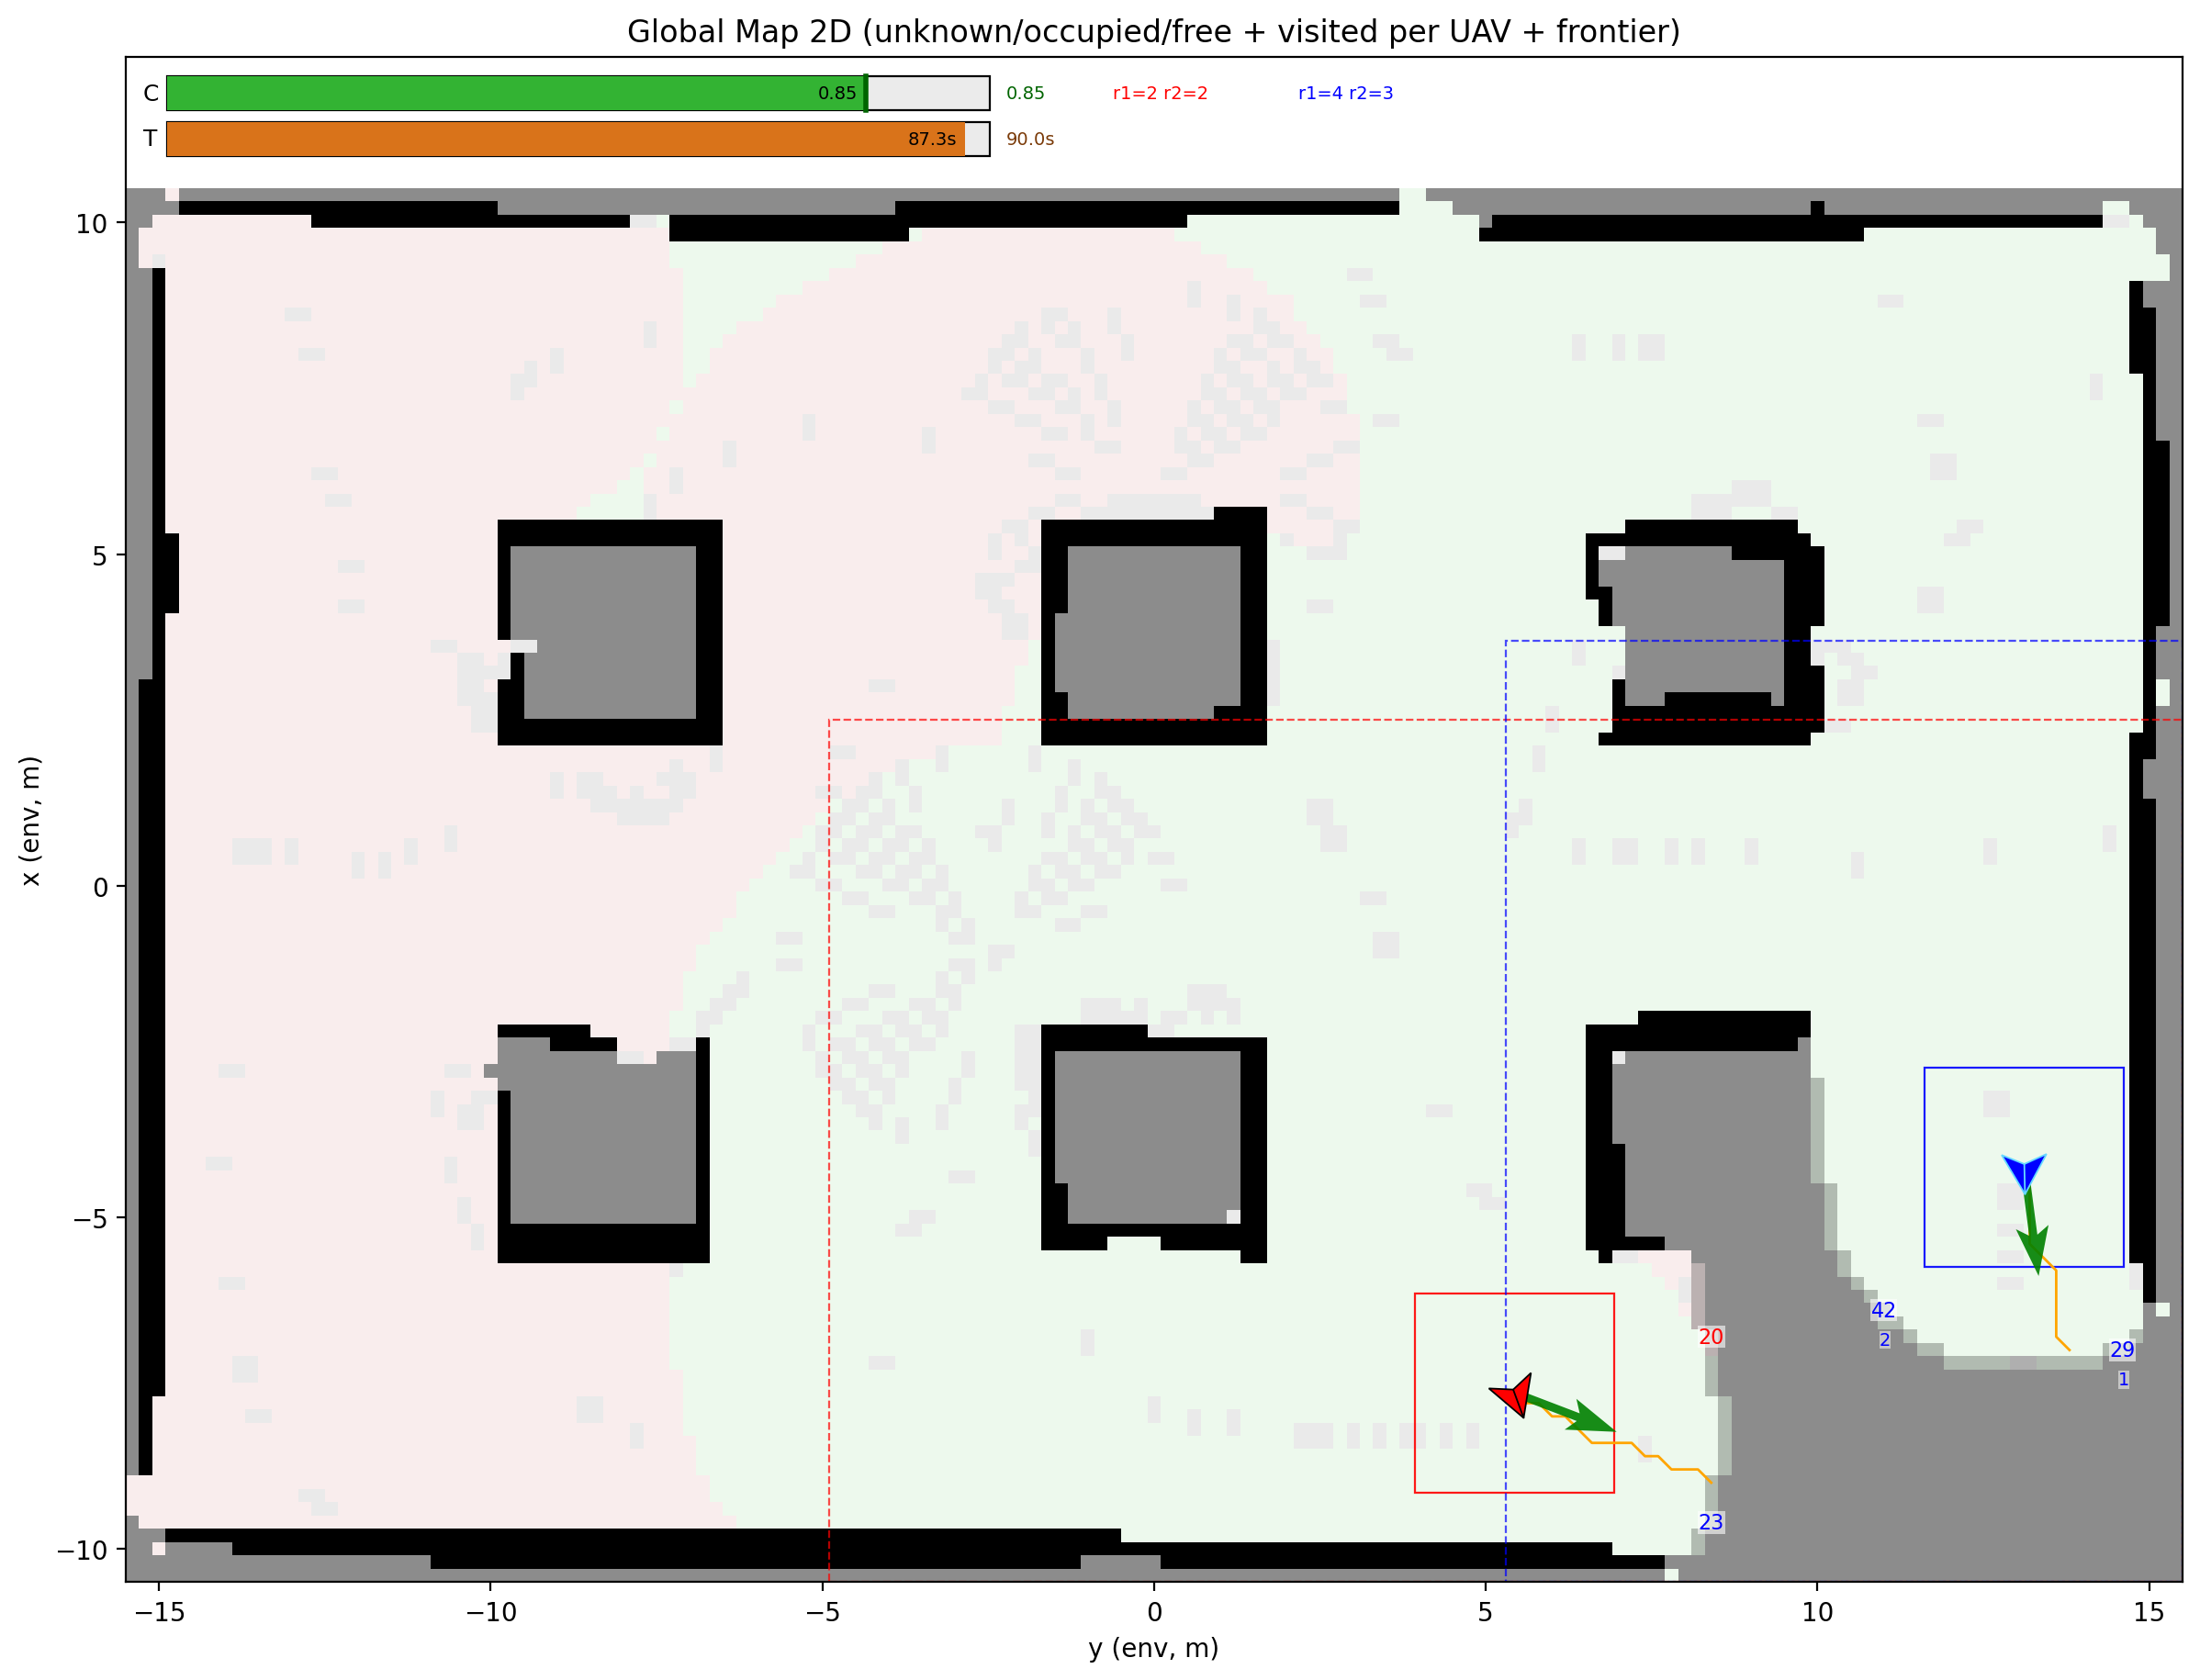 Global Map 2D (unknown/occupied/free + visited per UAV + frontier)
C 0.85 0.85 r1=2 r2=2 r1=4 r2=3
T 87.3s 90.0s
10
5
0
−5
−10
x (env, m)
42
2
20
29
1
23
−15 −10 −5 0 5 10 15
y (env, m)